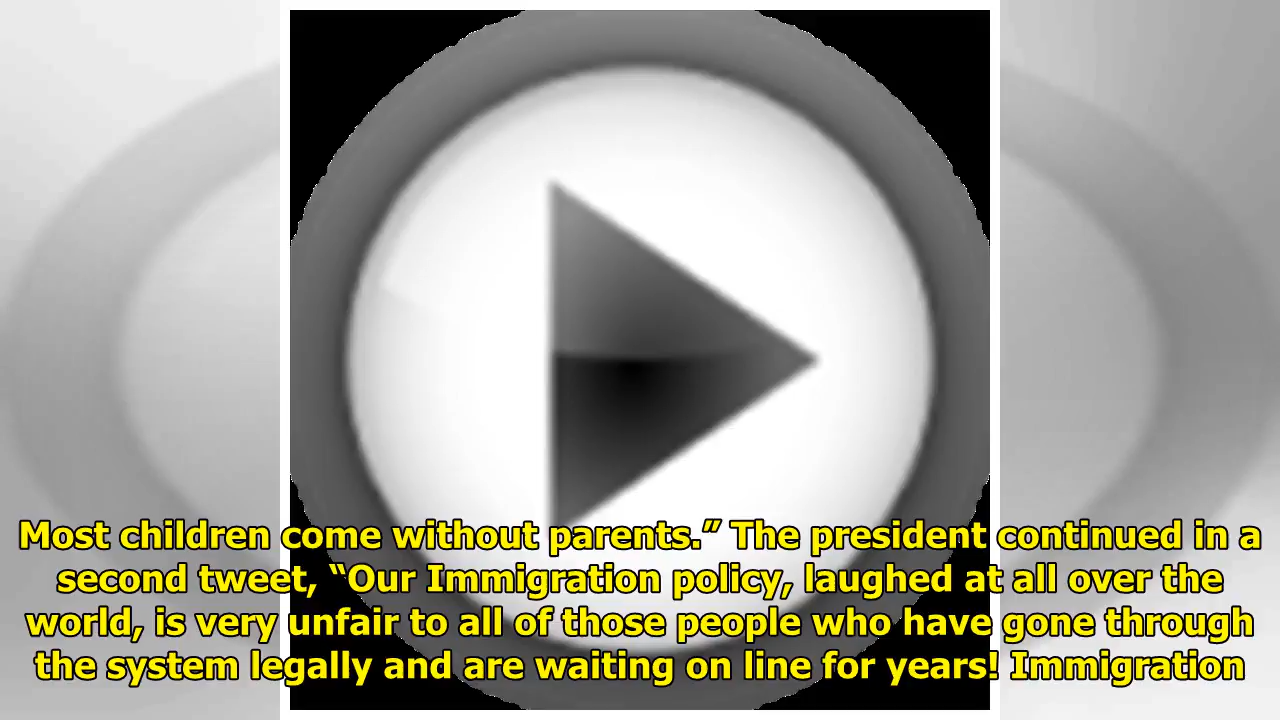 Most children come without parents.” The president continued in a
second tweet, “Our Immigration policy, laughed at all over the
world, is very unfair to all of those people who have gone through
the system legally and are waiting on line for years! Immigration